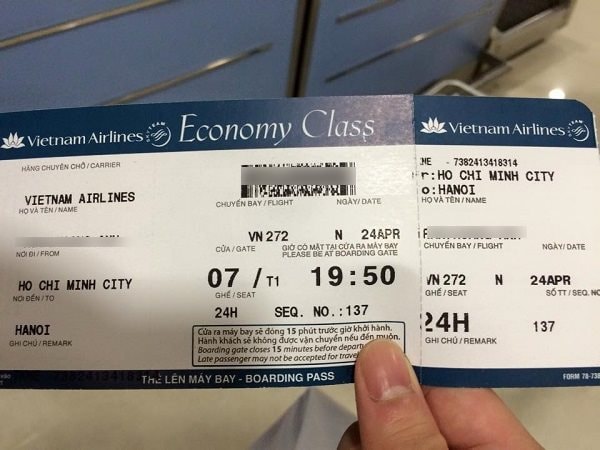 Vietnam Airlines SKYTEAM Economy Class
HÃNG CHUYÊN CHỞ/CARRIER
VIETNAM AIRLINES
HỌ VÀ TÊN/NAME
CHUYẾN BAY/FLIGHT NGÀY/DATE
VN 272 N 24APR
NƠI ĐI/FROM
CỬA/GATE
GIỜ CÓ MẶT TẠI CỬA RA MÁY BAY
PLEASE BE AT BOARDING GATE
HO CHI MINH CITY
07 /T1 19:50
NƠI ĐẾN/TO
GHẾ/SEAT
24H SEQ. NO.:137
HANOI
GHI CHÚ/REMARK
Cửa ra máy bay sẽ đóng 15 phút trước giờ khởi hành.
Hành khách sẽ không được vận chuyển nếu đến muộn.
Boarding gate closes 15 minutes before
Late passenger may not be accepted for
THẺ LÊN MÁY BAY - BOARDING PASS
Vietnam Airlines
7382413418314
HO CHI MINH CITY
HANOI
HỌ VÀ TÊN/NAME
CHUYẾN BAY/FLIGHT NGÀY/DATE
VN 272 N 24APR
GHẾ/SEAT SỐ TT/SEQ. NO
24H 137
GHI CHÚ/REMARK